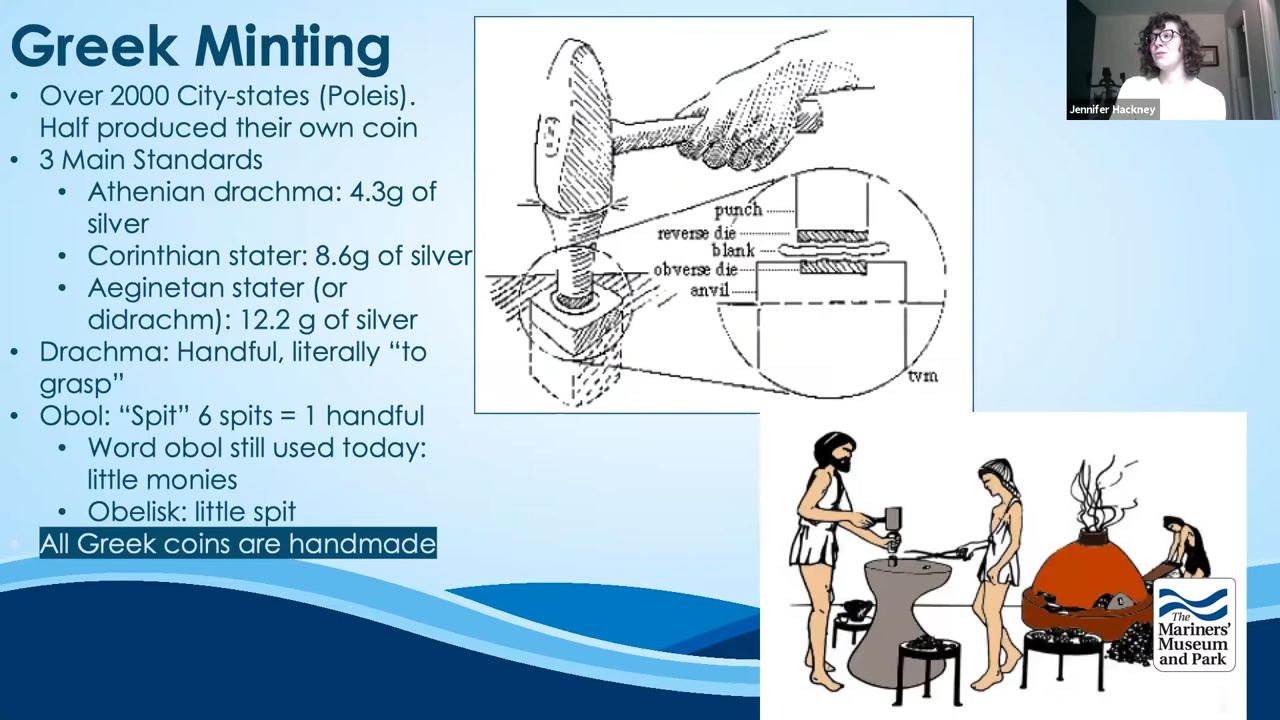 Greek Minting
• Over 2000 City-states (Poleis).
Half produced their own coin
• 3 Main Standards
• Athenian drachma: 4.3g of
silver
• Corinthian stater: 8.6g of silver
• Aeginetan stater (or
didrachm): 12.2 g of silver
• Drachma: Handful, literally “to
grasp”
• Obol: “Spit” 6 spits = 1 handful
• Word obol still used today:
little monies
• Obelisk: little spit
• All Greek coins are handmade
punch
reverse die
blank
obverse die
anvil
tvm
Jennifer Hackney
The
Mariners’
Museum
and Park